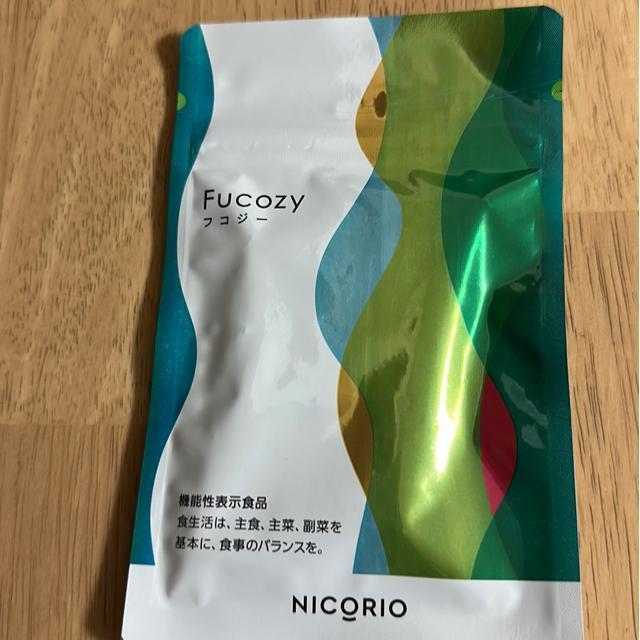 Fucozy
フコジー
機能性表示食品
食生活は、主食、主菜、副菜を
基本に、食事のバランスを。
NICORIO